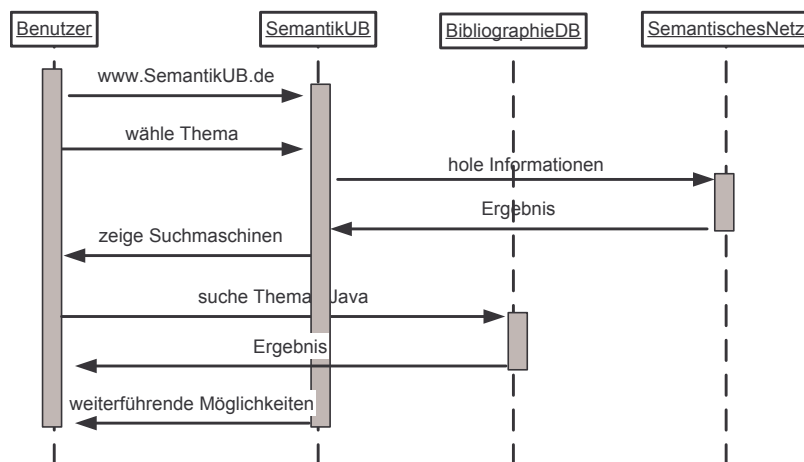 Benutzer
SemantikUB
BibliographieDB
SemantischesNetz
www.SemantikUB.de
wähle Thema
hole Informationen
Ergebnis
zeige Suchmaschinen
suche Thema Java
Ergebnis
weiterführende Möglichkeiten